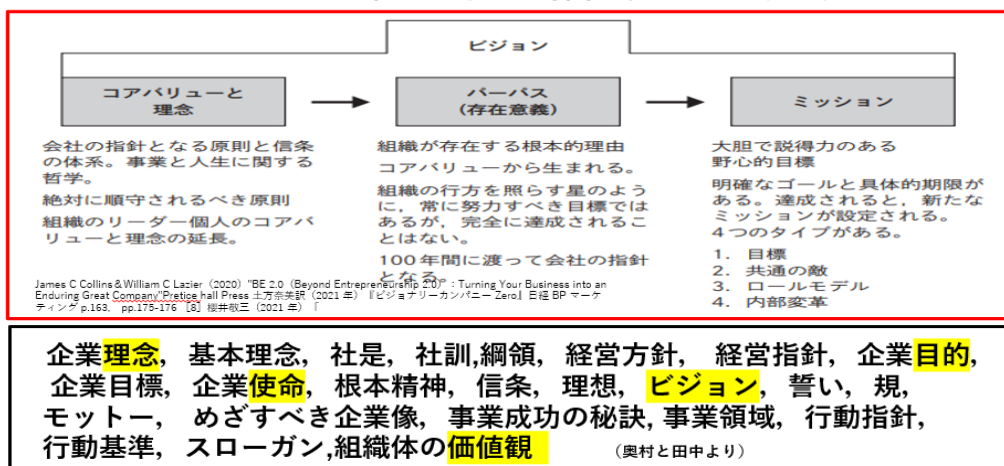 ビジョン
コアバリューと
理念
パーパス
(存在意義)
ミッション
会社の指針となる原則と信条
の体系。事業と人生に関する
哲学。
絶対に順守されるべき原則
組織のリーダー個人のコアバ
リューと理念の延長。
組織が存在する根本的理由
コアバリューから生まれる。
組織の行方を照らす星のよう
に，常に努力すべき目標では
あるが，完全に達成されるこ
とはない。
100年間に渡って会社の指針
となる。
大胆で説得力のある
野心的目標
明確なゴールと具体的期限が
ある。達成されると，新たな
ミッションが設定される。
4つのタイプがある。
1. 目標
2. 共通の敵
3. ロールモデル
4. 内部変革
James C Collins＆William C Lazier（2020）"BE 2.0（Beyond Entrepreneurship 2.0）: Turning Your Business into an
Enduring Great Company"Pretice hall Press 土方奈美訳（2021 年）『ビジョナリーカンパニー Zero』日経 BP マーケ
ティング p.163， pp.175-176 ［8］櫻井敬三（2021 年）「
企業理念， 基本理念， 社是， 社訓,綱領， 経営方針， 経営指針， 企業目的，
企業目標， 企業使命， 根本精神， 信条， 理想， ビジョン， 誓い， 規，
モットー， めざすべき企業像， 事業成功の秘訣, 事業領域， 行動指針，
行動基準， スローガン,組織体の価値観 （奥村と田中より）